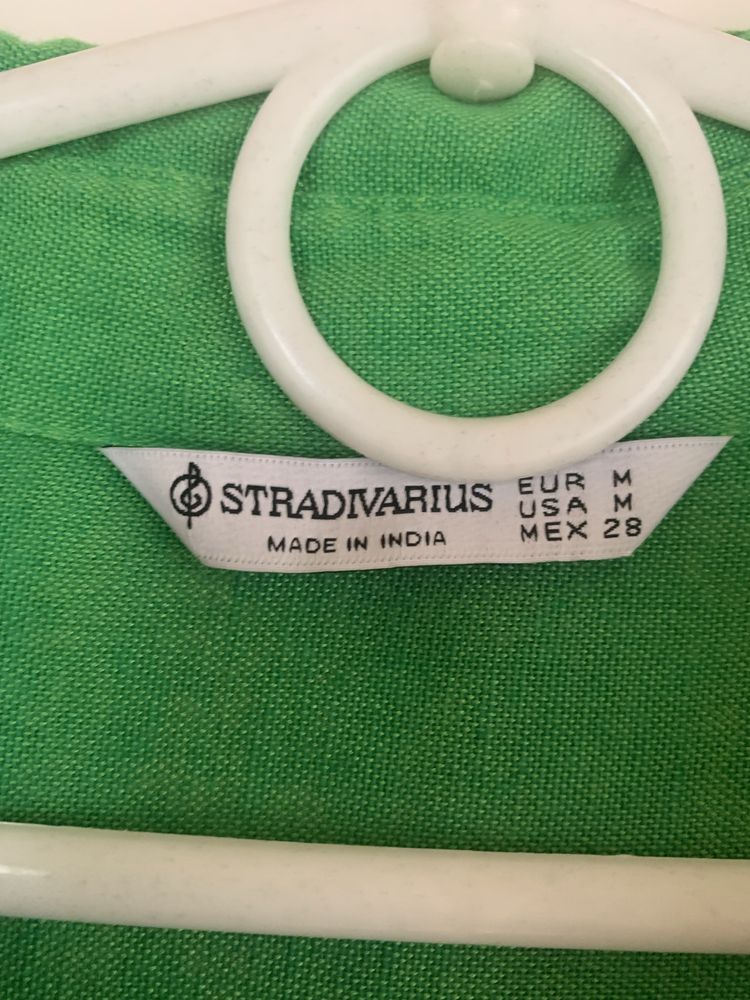 STRADIVARIUS
MADE IN INDIA
EUR M
USA M
MEX 28